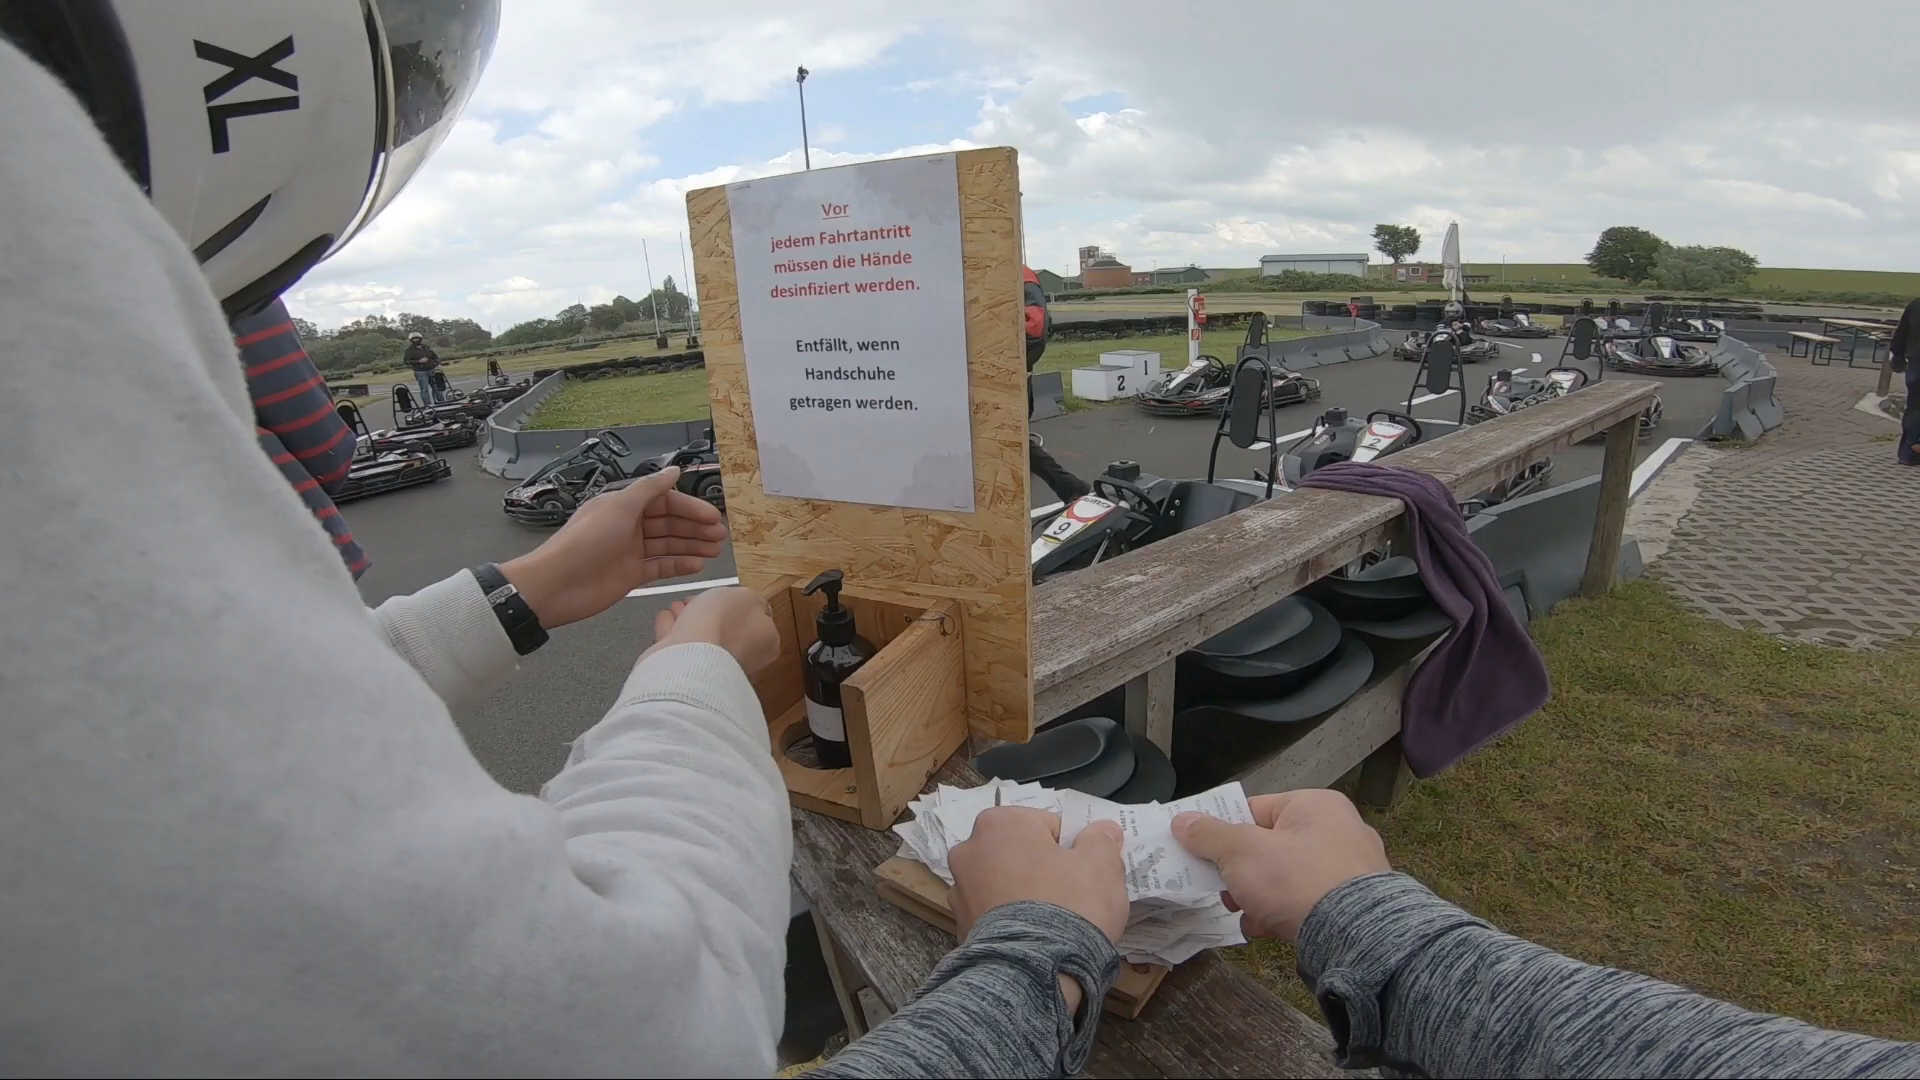 XL
Vor
jedem Fahrtantritt
müssen die Hände
desinfiziert werden.
Entfällt, wenn
Handschuhe
getragen werden.
2
1
2
9